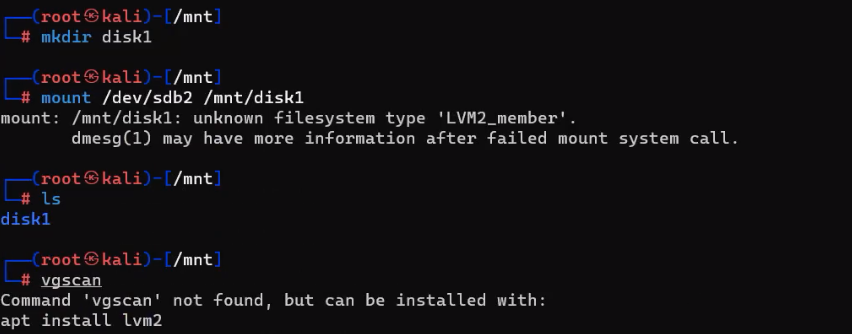 ┌──(root㉿kali)-[/mnt]
└─# mkdir disk1
┌──(root㉿kali)-[/mnt]
└─# mount /dev/sdb2 /mnt/disk1
mount: /mnt/disk1: unknown filesystem type 'LVM2_member'.
       dmesg(1) may have more information after failed mount system call.
┌──(root㉿kali)-[/mnt]
└─# ls
disk1
┌──(root㉿kali)-[/mnt]
└─# vgscan
Command 'vgscan' not found, but can be installed with:
apt install lvm2